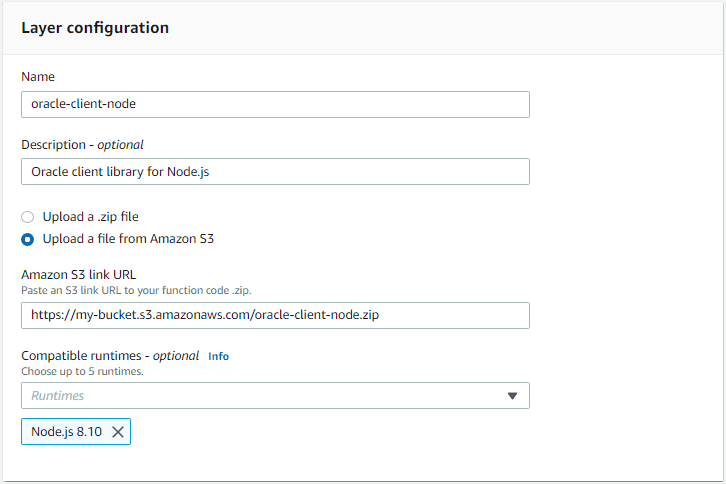 Layer configuration
Name
oracle-client-node
Description - optional
Oracle client library for Node.js
Upload a .zip file
Upload a file from Amazon S3
Amazon S3 link URL
Paste an S3 link URL to your function code .zip.
https://my-bucket.s3.amazonaws.com/oracle-client-node.zip
Compatible runtimes - optional Info
Choose up to 5 runtimes.
Runtimes
Node.js 8.10